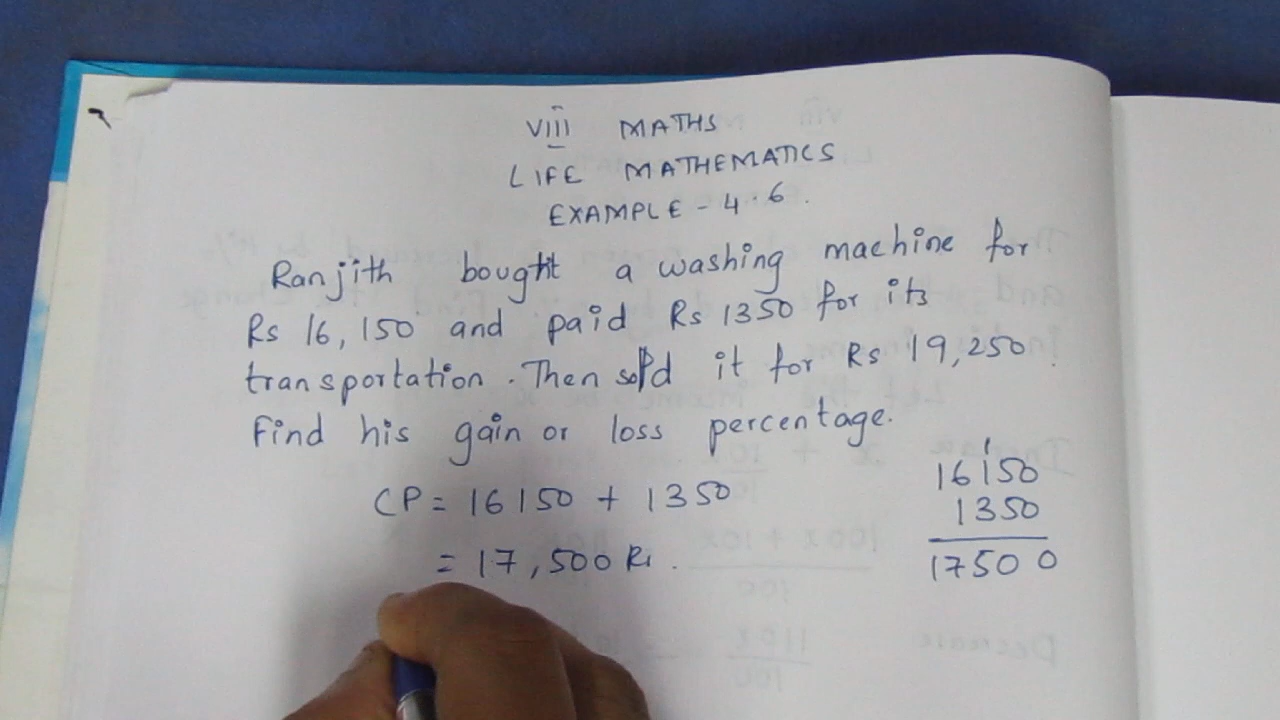 VIII MATHS
LIFE MATHEMATICS
EXAMPLE - 4.6.
Ranjith bought a washing machine for
Rs 16,150 and paid Rs 1350 for its
transportation. Then sold it for Rs 19,250.
Find his gain or loss percentage.
CP = 16150 + 1350
= 17,500 Rs.
1
16150
1350
17500